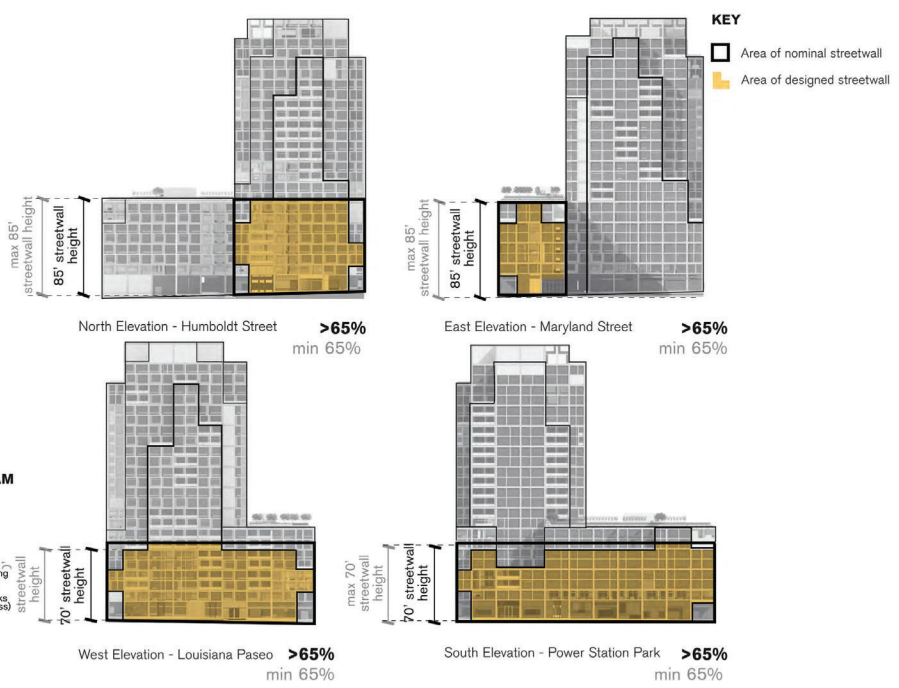 KEY
Area of nominal streetwall
Area of designed streetwall
max 85'
streetwall height
85' streetwall
height
North Elevation - Humboldt Street >65%
min 65%
max 85'
streetwall height
85' streetwall
height
East Elevation - Maryland Street >65%
min 65%
AM
ing
ks
ss)
streetwall
height
70' streetwall
height
West Elevation - Louisiana Paseo >65%
min 65%
max 70'
streetwall
height
70' streetwall
height
South Elevation - Power Station Park >65%
min 65%